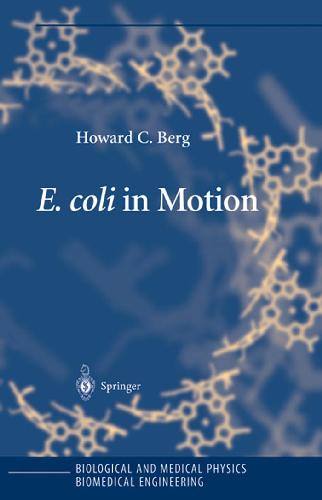 Howard C. Berg
E. coli in Motion
Springer
BIOLOGICAL AND MEDICAL PHYSICS
BIOMEDICAL ENGINEERING